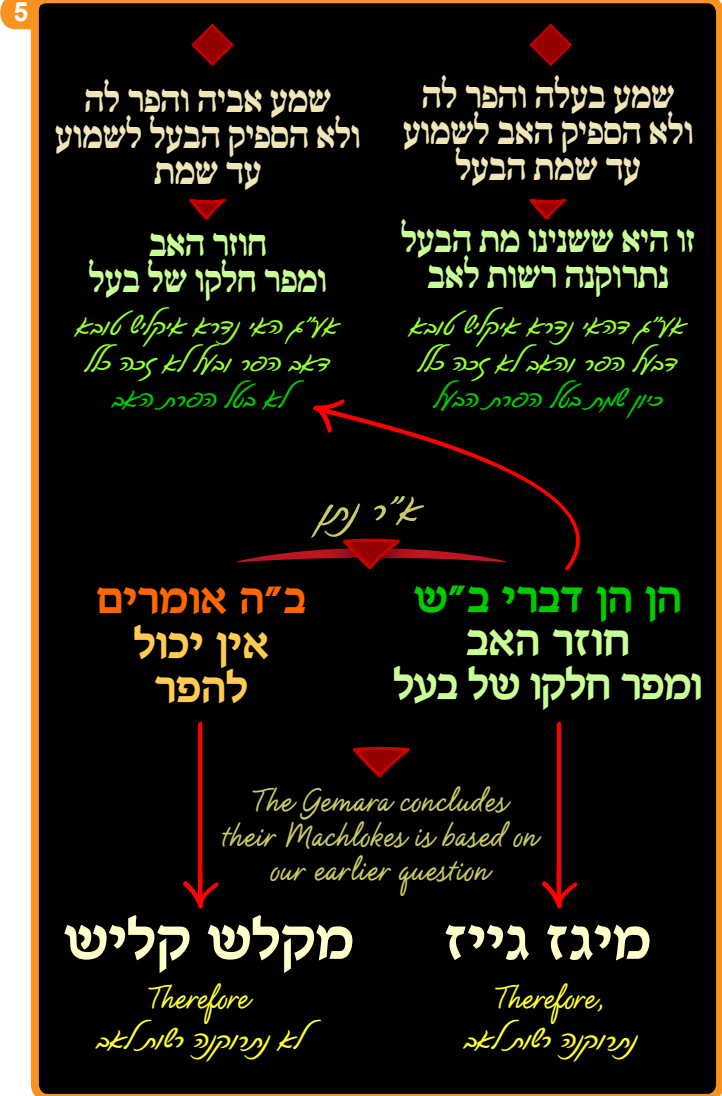 5
שמע בעלה והפר לה
ולא הספיק האב לשמוע
עד שמת הבעל
זו היא ששנינו מת הבעל
נתרוקנה רשות לאב
אע"ג דהאי נדרא איקליש טובא
דבעל הפר והאב לא זכה כלל
כיון שמת בטל הפרת הבעל
שמע אביה והפר לה
ולא הספיק הבעל לשמוע
עד שמת
חוזר האב
ומפר חלקו של בעל
אע"ג האי נדרא איקליש טובא
דאב הפר ובעל לא זכה כלל
לא בטל הפרת האב
א"ר נתן
הן הן דברי ב"ש
חוזר האב
ומפר חלקו של בעל
ב"ה אומרים
אין יכול
להפר
The Gemara concludes
their Machlokes is based on
our earlier question
מיגז גייז
Therefore,
נתרוקנה רשות לאב
מקלש קליש
Therefore
לא נתרוקנה רשות לאב